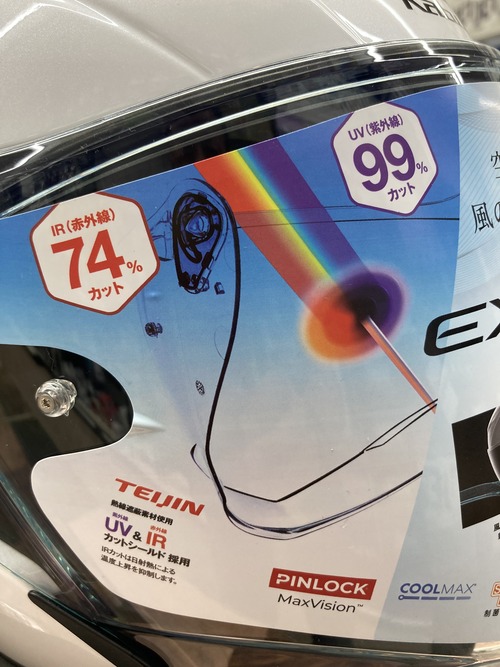 UV(紫外線)
99%
カット
IR(赤外線)
74%
カット
風の
TEIJIN
熱線遮蔽素材使用
紫外線 赤外線
UV & IR
カットシールド 採用
IRカットは日射熱による
温度上昇を抑制します。
PINLOCK
MaxVision™
COOLMAX
制菌